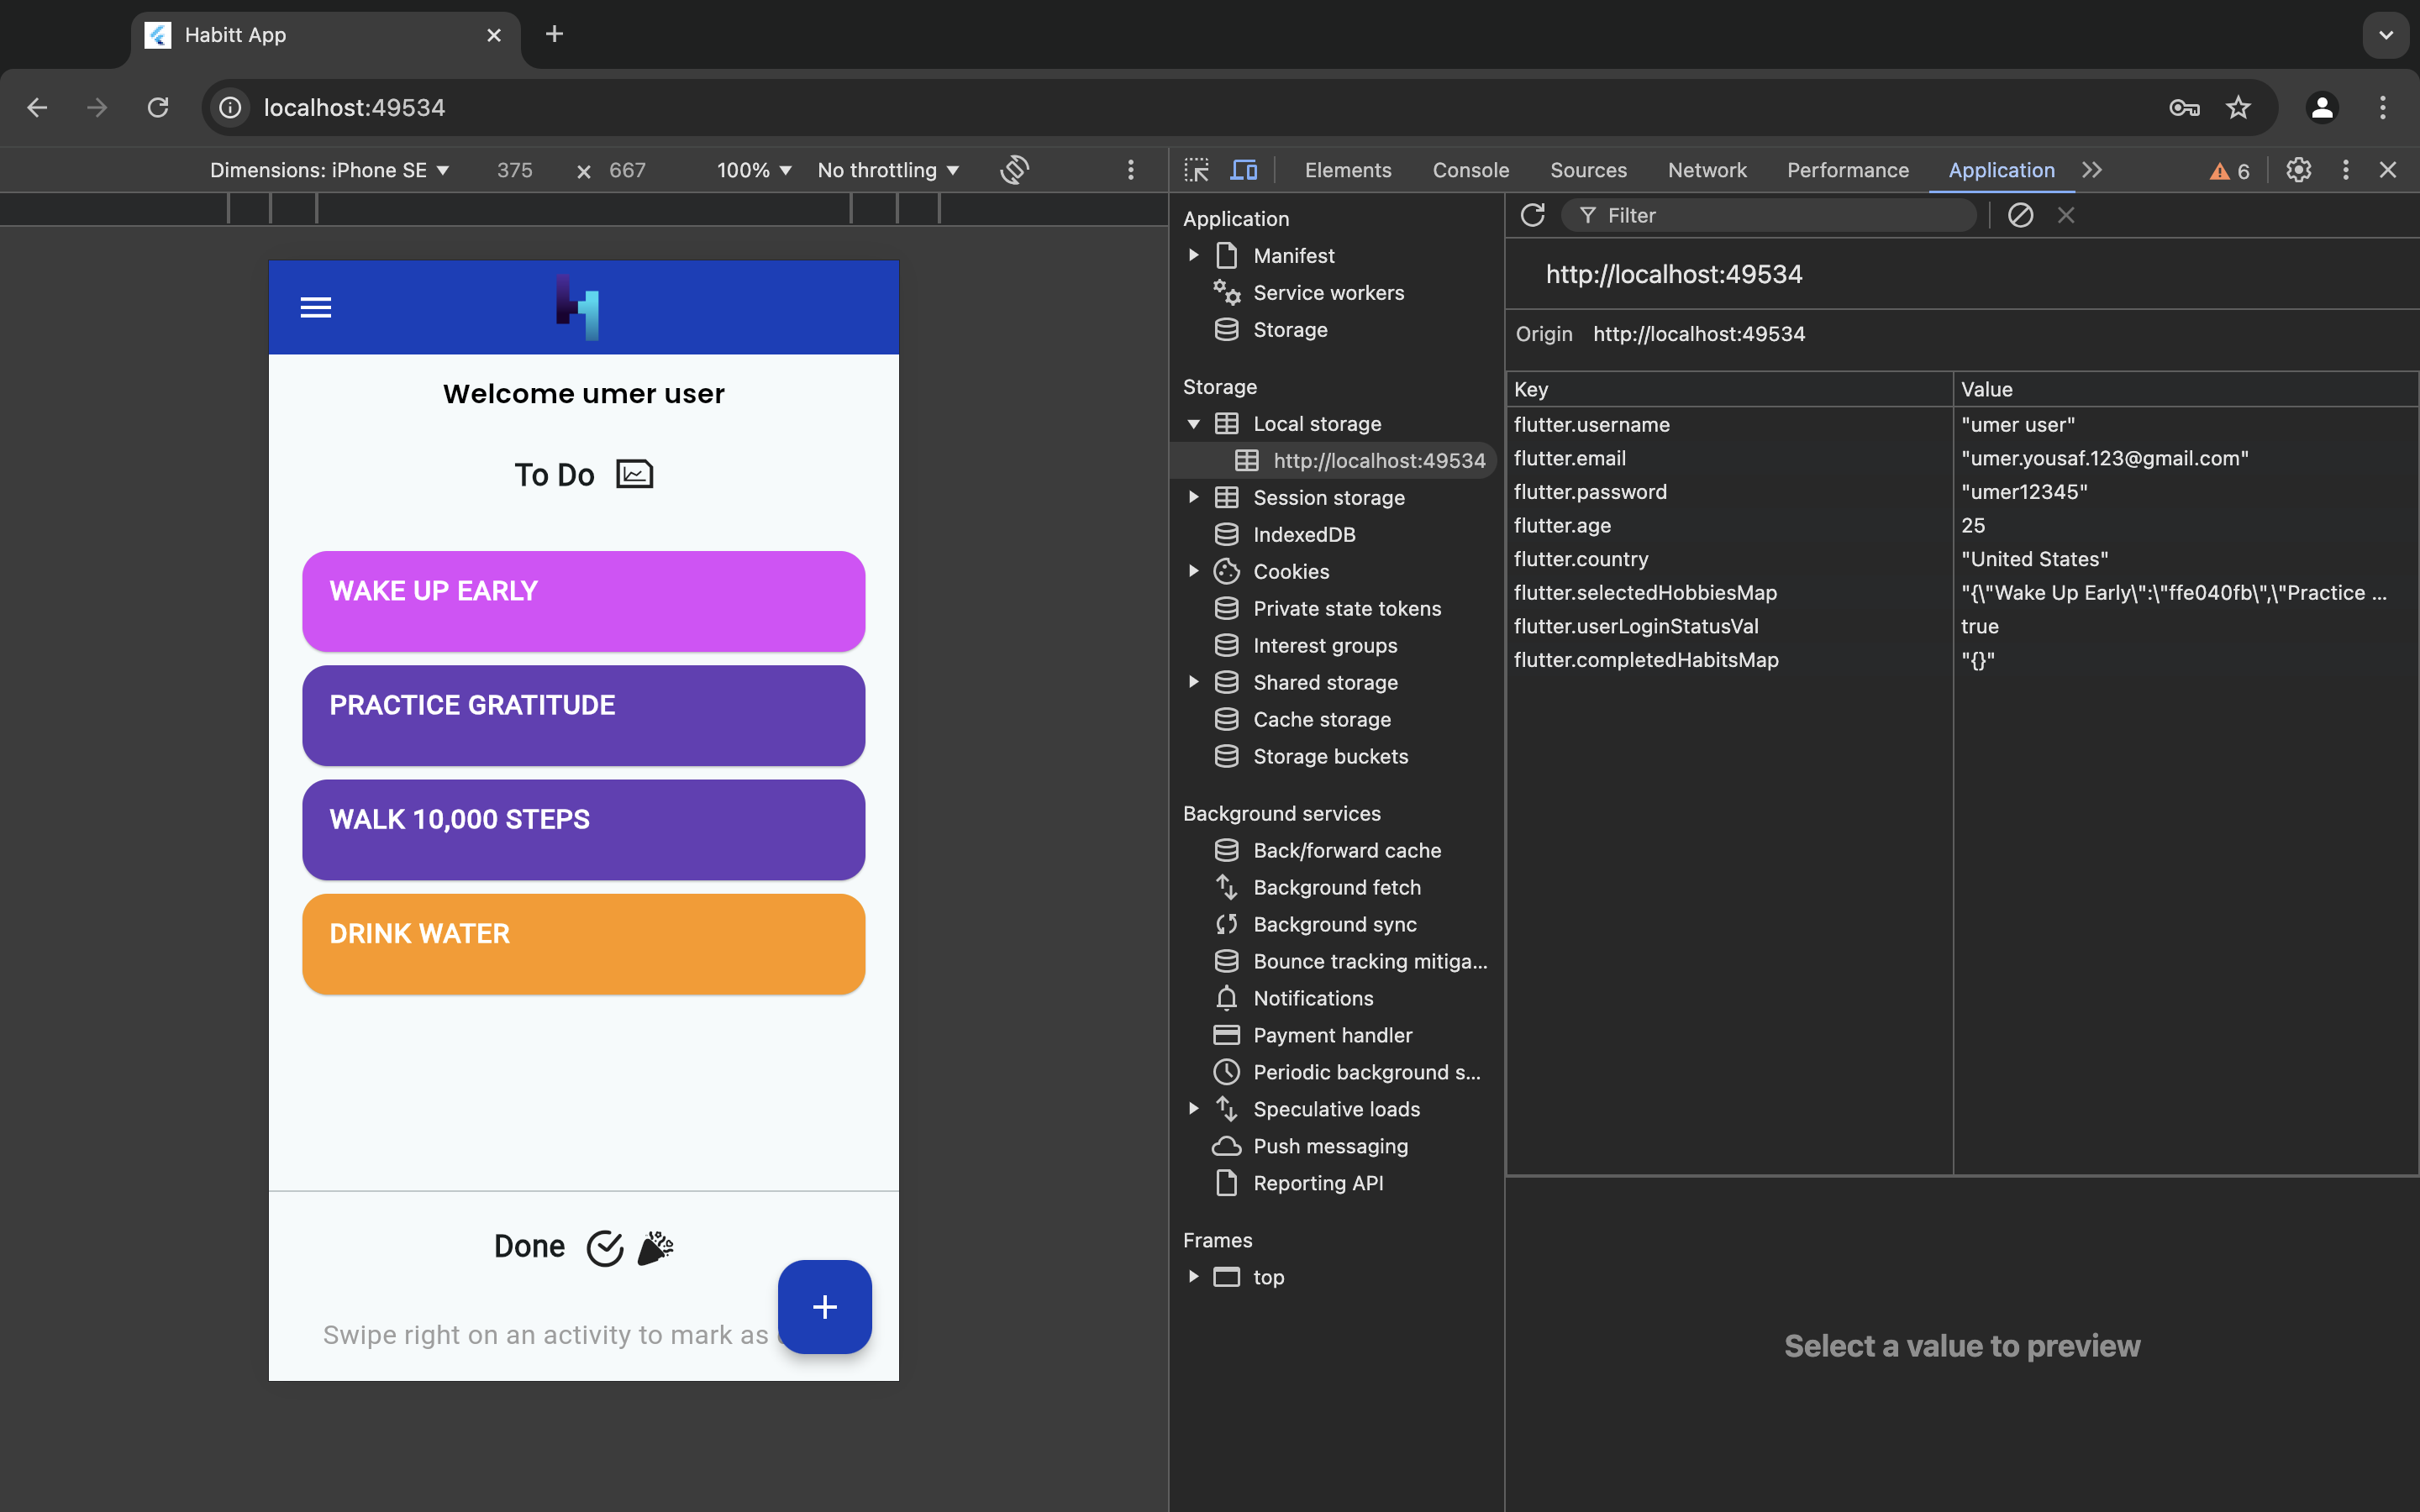 Habitt App
localhost:49534
Dimensions: iPhone SE 375 × 667 100% No throttling
Elements Console Sources Network Performance Application 6
Welcome umer user
To Do
WAKE UP EARLY
PRACTICE GRATITUDE
WALK 10,000 STEPS
DRINK WATER
Done
Swipe right on an activity to mark as
Application
Manifest
Service workers
Storage
Storage
Local storage
http://localhost:49534
Session storage
IndexedDB
Cookies
Private state tokens
Interest groups
Shared storage
Cache storage
Storage buckets
Background services
Back/forward cache
Background fetch
Background sync
Bounce tracking mitiga...
Notifications
Payment handler
Periodic background s...
Speculative loads
Push messaging
Reporting API
Frames
top
Filter
http://localhost:49534
Origin http://localhost:49534
Key Value
flutter.username "umer user"
flutter.email "umer.yousaf.123@gmail.com"
flutter.password "umer12345"
flutter.age 25
flutter.country "United States"
flutter.selectedHobbiesMap "{\"Wake Up Early\":\"ffe040fb\",\"Practice ...
flutter.userLoginStatusVal true
flutter.completedHabitsMap "{}"
Select a value to preview